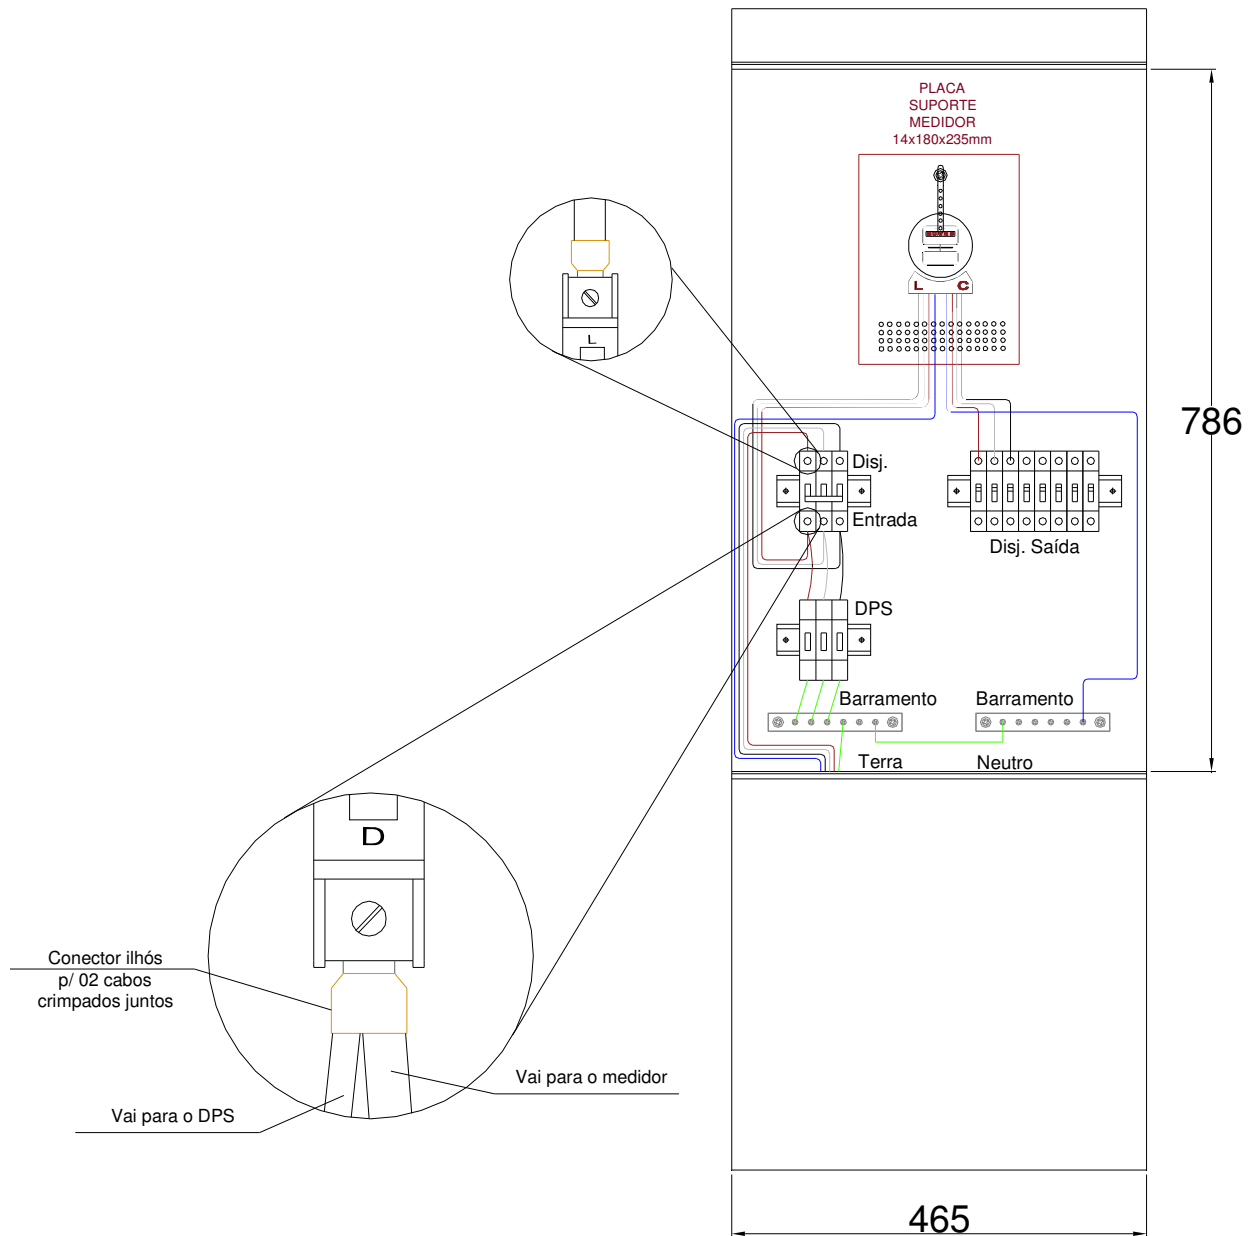 PLACA
SUPORTE
MEDIDOR
14x180x235mm
L C
L
786
Disj.
Entrada
Disj. Saída
DPS
Barramento
Barramento
Terra
Neutro
D
Conector ilhós
p/ 02 cabos
crimpados juntos
Vai para o medidor
Vai para o DPS
465